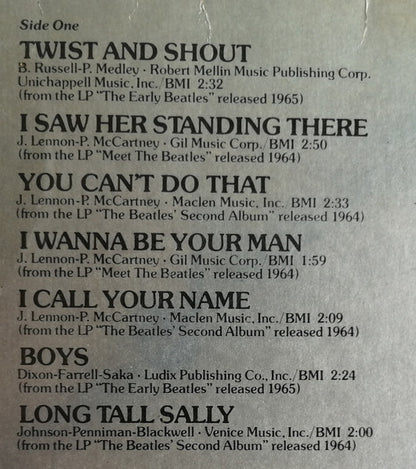 Side One
TWIST AND SHOUT
B. Russell-P. Medley · Robert Mellin Music Publishing Corp.
Unichappell Music, Inc./BMI 2:32
(from the LP "The Early Beatles" released 1965)
I SAW HER STANDING THERE
J. Lennon-P. McCartney · Gil Music Corp./BMI 2:50
(from the LP "Meet The Beatles" released 1964)
YOU CAN'T DO THAT
J. Lennon-P. McCartney · Maclen Music, Inc./BMI 2:33
(from the LP "The Beatles' Second Album" released 1964)
I WANNA BE YOUR MAN
J. Lennon-P. McCartney · Gil Music Corp./BMI 1:59
(from the LP "Meet The Beatles" released 1964)
I CALL YOUR NAME
J. Lennon-P. McCartney · Maclen Music, Inc./BMI 2:09
(from the LP "The Beatles' Second Album" released 1964)
BOYS
Dixon-Farrell-Saka · Ludix Publishing Co., Inc./BMI 2:24
(from the LP "The Early Beatles" released 1965)
LONG TALL SALLY
Johnson-Penniman-Blackwell · Venice Music, Inc./BMI 2:00
(from the LP "The Beatles' Second Album" released 1964)